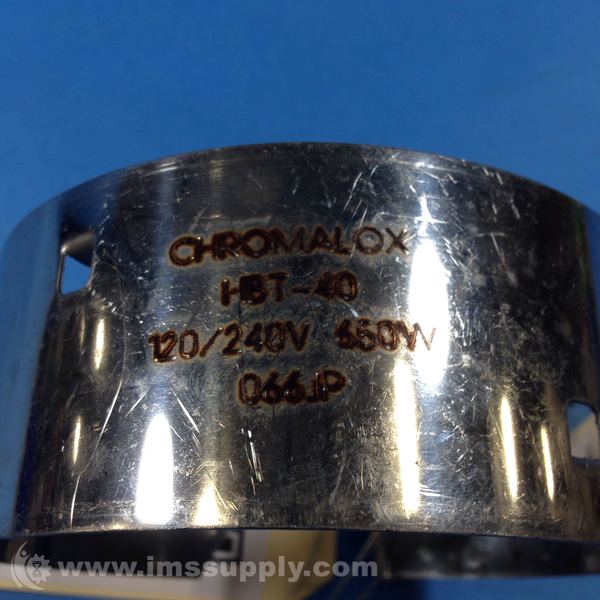 CHROMALOX
HBT-40
120/240V 650W
066JP
www.imssupply.com